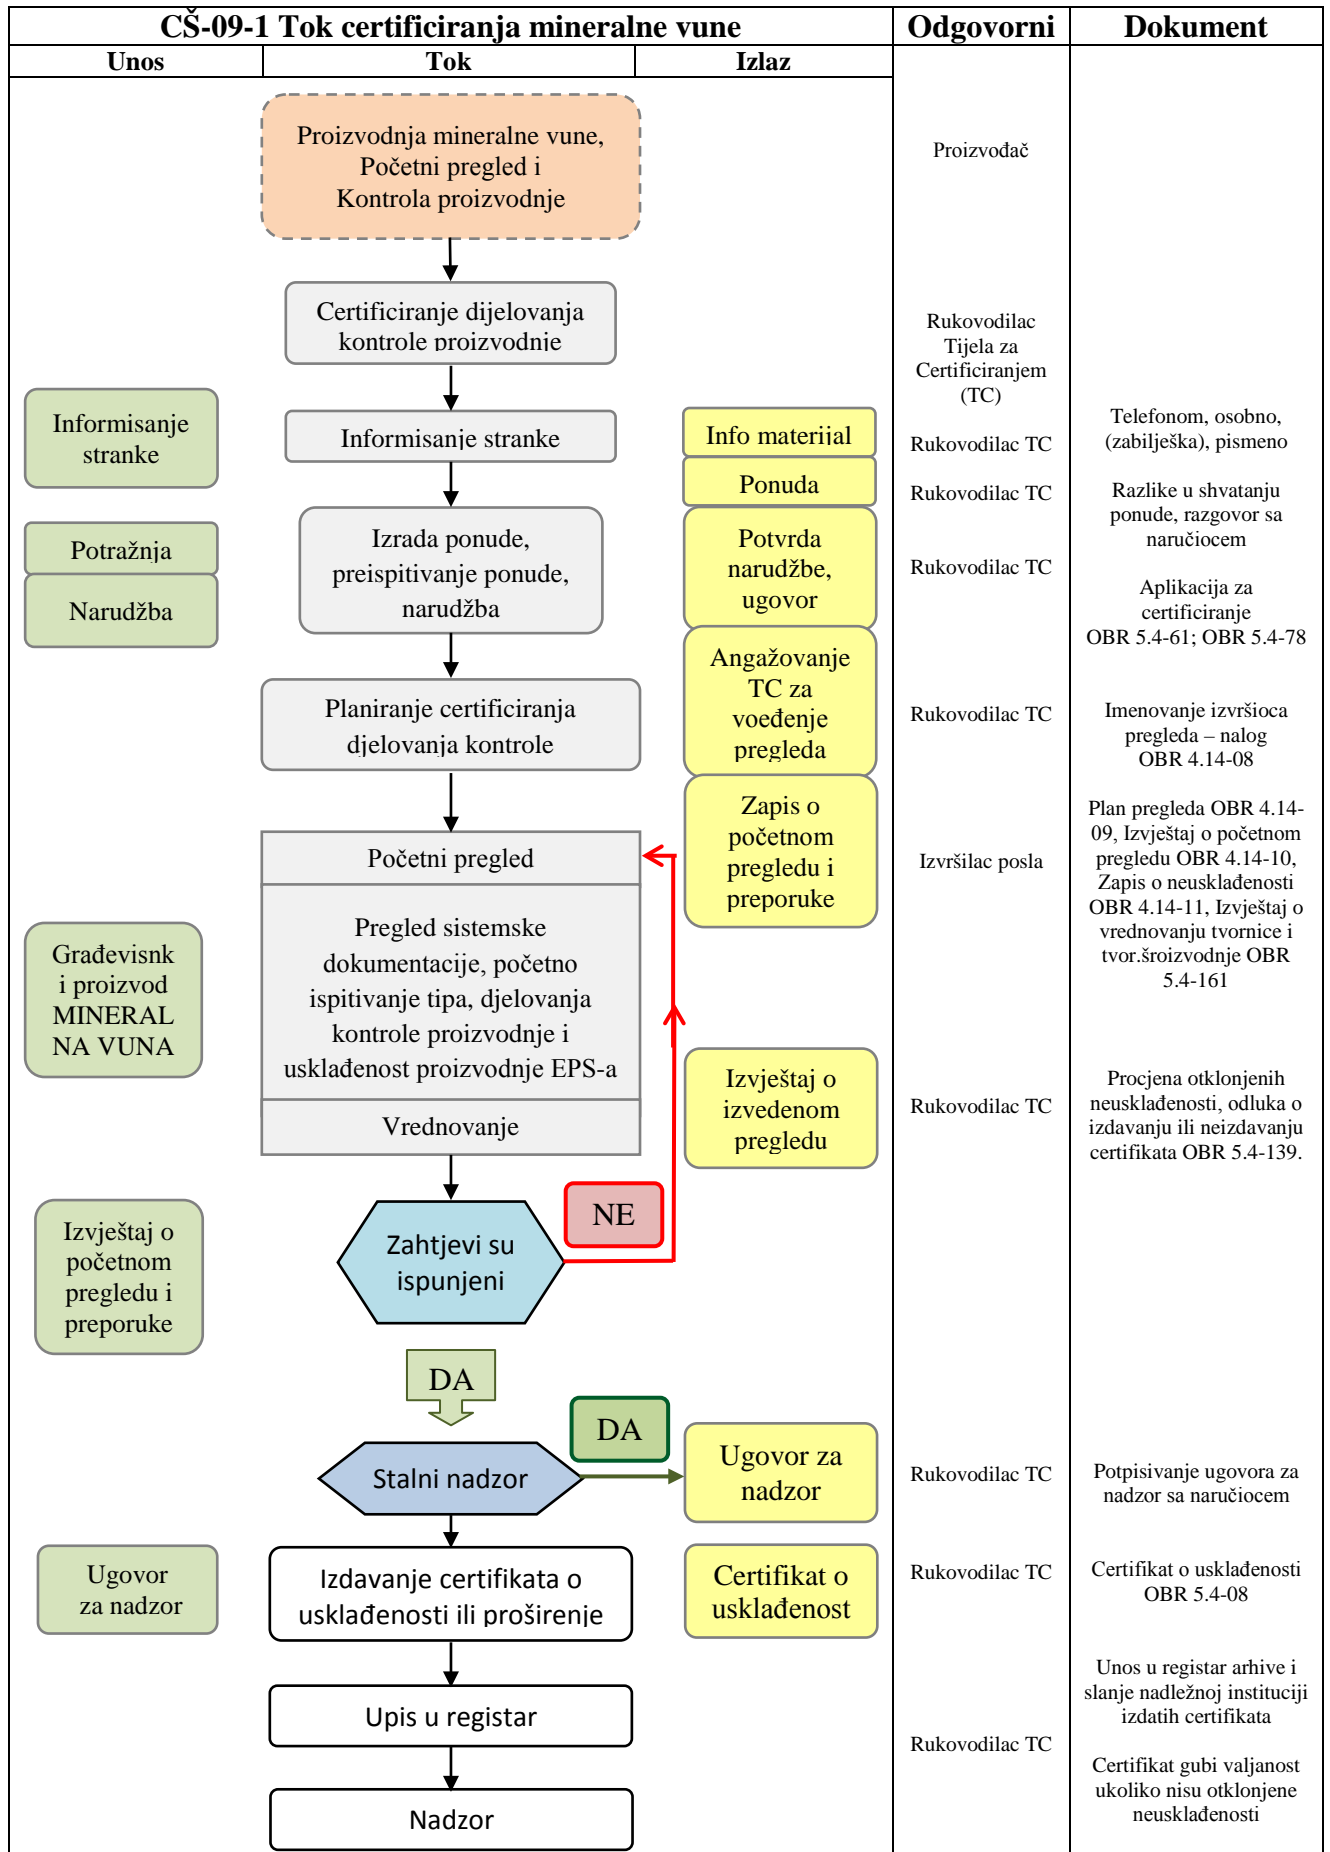 CŠ-09-1 Tok certificiranja mineralne vune
Odgovorni
Dokument
Unos
Tok
Izlaz
Proizvodnja mineralne vune,
Početni pregled i
Kontrola proizvodnje
Proizvođač
Certificiranje dijelovanja
kontrole proizvodnje
Rukovodilac
Tijela za
Certificiranjem
(TC)
Informisanje
stranke
Informisanje stranke
Info materijal
Rukovodilac TC
Telefonom, osobno,
(zabilješka), pismeno
Ponuda
Rukovodilac TC
Razlike u shvatanju
ponude, razgovor sa
naručiocem
Potražnja
Narudžba
Izrada ponude,
preispitivanje ponude,
narudžba
Potvrda
narudžbe,
ugovor
Rukovodilac TC
Aplikacija za
certificiranje
OBR 5.4-61; OBR 5.4-78
Planiranje certificiranja
djelovanja kontrole
Angažovanje
TC za
voeđenje
pregleda
Rukovodilac TC
Imenovanje izvršioca
pregleda – nalog
OBR 4.14-08
Početni pregled
Zapis o
početnom
pregledu i
preporuke
Izvršilac posla
Plan pregleda OBR 4.14-
09, Izvještaj o početnom
pregledu OBR 4.14-10,
Zapis o neusklađenosti
OBR 4.14-11, Izvještaj o
vrednovanju tvornice i
tvor.šroizvodnje OBR
5.4-161
Građevisnk
i proizvod
MINERAL
NA VUNA
Pregled sistemske
dokumentacije, početno
ispitivanje tipa, djelovanja
kontrole proizvodnje i
usklađenost proizvodnje EPS-a
Vrednovanje
Izvještaj o
izvedenom
pregledu
Rukovodilac TC
Procjena otklonjenih
neusklađenosti, odluka o
izdavanju ili neizdavanju
certifikata OBR 5.4-139.
Izvještaj o
početnom
pregledu i
preporuke
Zahtjevi su
ispunjeni
NE
DA
DA
Stalni nadzor
Ugovor za
nadzor
Rukovodilac TC
Potpisivanje ugovora za
nadzor sa naručiocem
Ugovor
za nadzor
Izdavanje certifikata o
usklađenosti ili proširenje
Certifikat o
usklađenost
Rukovodilac TC
Certifikat o usklađenosti
OBR 5.4-08
Upis u registar
Rukovodilac TC
Unos u registar arhive i
slanje nadležnoj instituciji
izdatih certifikata
Nadzor
Certifikat gubi valjanost
ukoliko nisu otklonjene
neusklađenosti